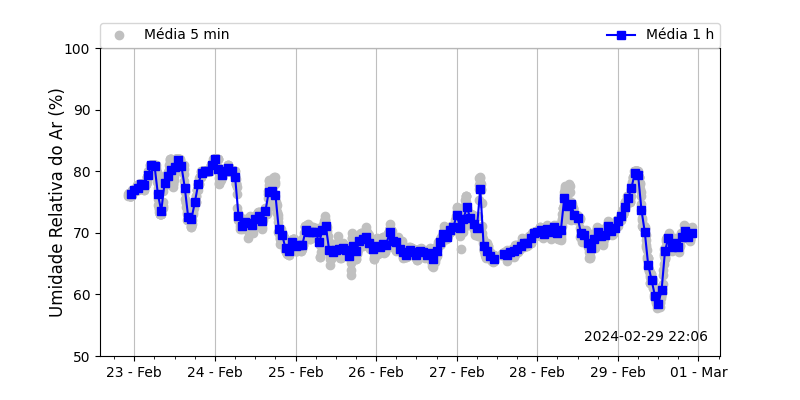 Média 5 min
Média 1 h
Umidade Relativa do Ar (%)
100
90
80
70
60
50
2024-02-29 22:06
23 - Feb
24 - Feb
25 - Feb
26 - Feb
27 - Feb
28 - Feb
29 - Feb
01 - Mar